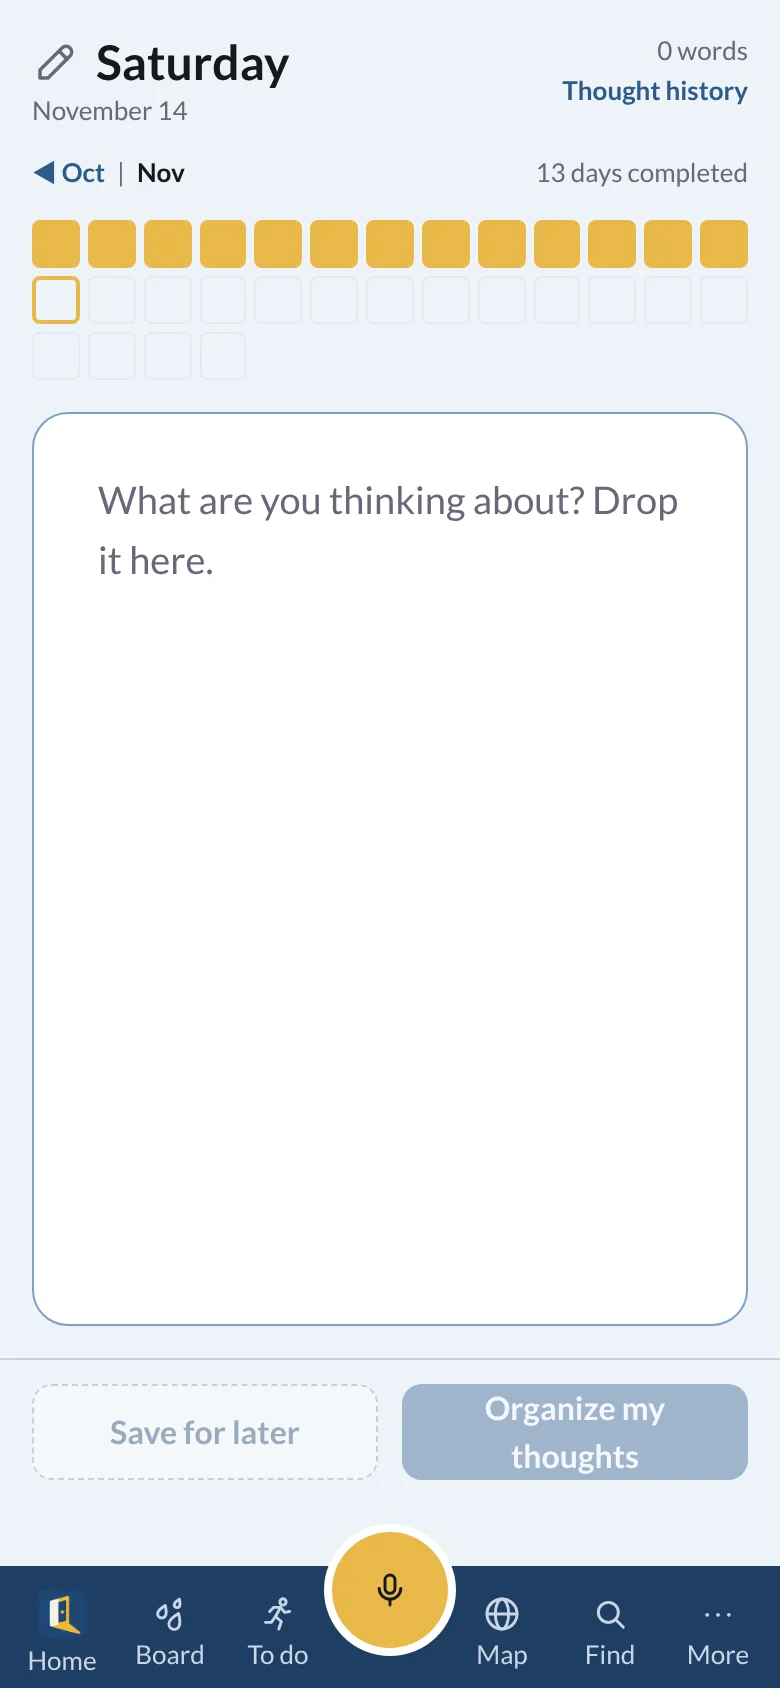 Saturday
0 words
November 14
Thought history
Oct | Nov
13 days completed
What are you thinking about? Drop
it here.
Save for later
Organize my
thoughts
Home
Board
To do
Map
Find
More